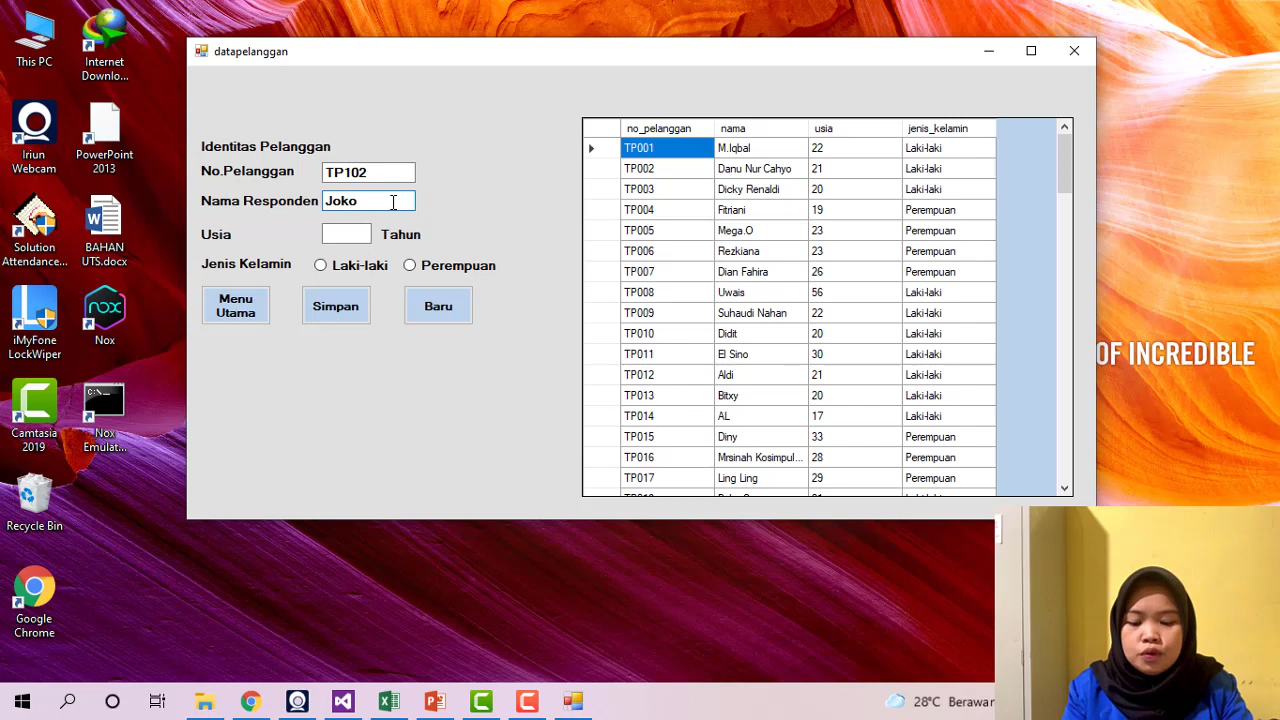 This PC
Internet
Downlo...
Iriun
Webcam
PowerPoint
2013
Solution
Attendance...
BAHAN
UTS.docx
iMyFone
LockWiper
Nox
Camtasia
2019
Nox
Emulat...
Recycle Bin
Google
Chrome
datapelanggan
Identitas Pelanggan
No.Pelanggan TP102
Nama Responden Joko
Usia Tahun
Jenis Kelamin Laki-laki Perempuan
Menu
Utama
Simpan
Baru
no_pelanggan nama usia jenis_kelamin
TP001 M.Iqbal 22 Laki-laki
TP002 Danu Nur Cahyo 21 Laki-laki
TP003 Dicky Renaldi 20 Laki-laki
TP004 Fitriani 19 Perempuan
TP005 Mega.O 23 Perempuan
TP006 Rezkiana 23 Perempuan
TP007 Dian Fahira 26 Perempuan
TP008 Uwais 56 Laki-laki
TP009 Suhaudi Nahan 22 Laki-laki
TP010 Didit 20 Laki-laki
TP011 El Sino 30 Laki-laki
TP012 Aldi 21 Laki-laki
TP013 Bitxy 20 Laki-laki
TP014 AL 17 Laki-laki
TP015 Diny 33 Perempuan
TP016 Mrsinah Kosimpul... 28 Perempuan
TP017 Ling Ling 29 Perempuan
OF INCREDIBLE
28°C Berawan